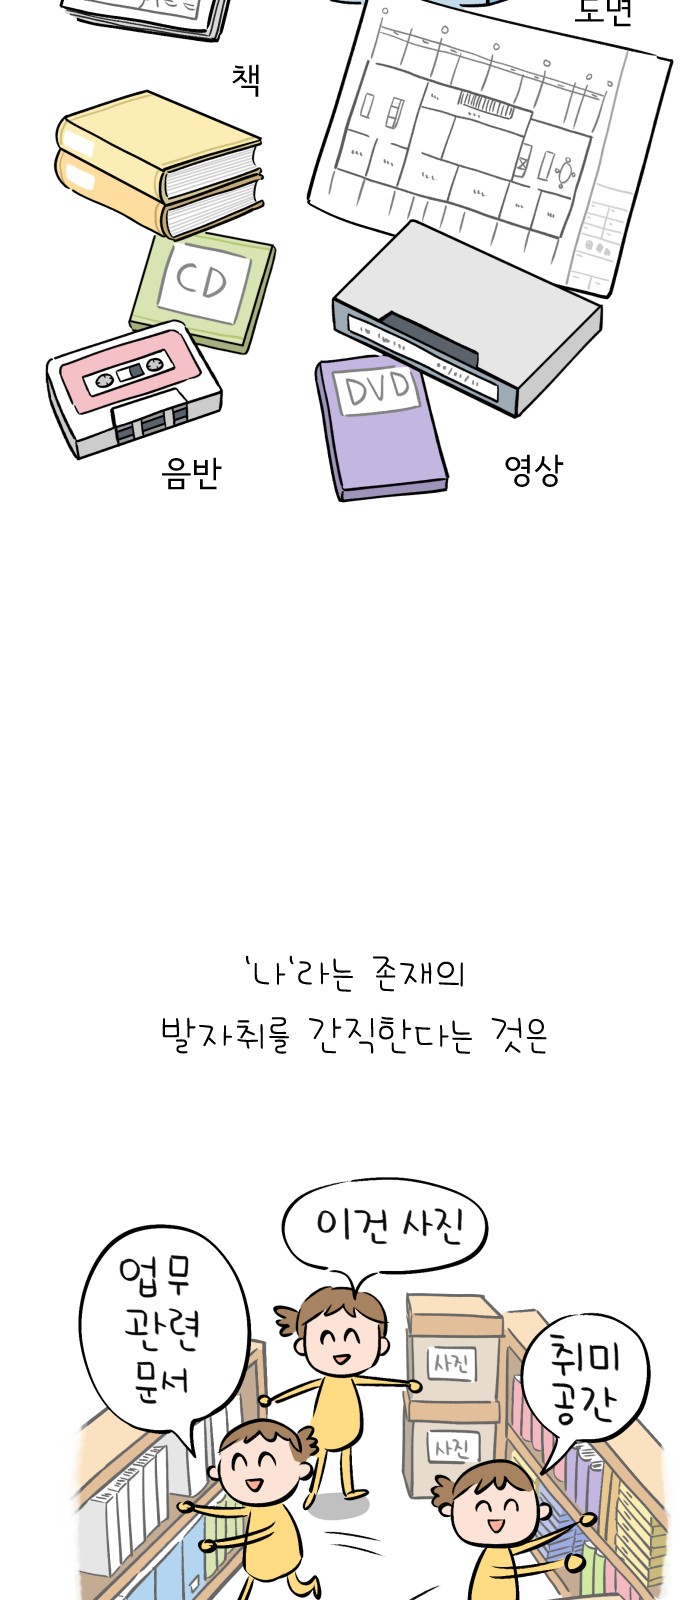 도면
책
CD
DVD
음반
영상
'나'라는 존재의
발자취를 간직한다는 것은
이건 사진
업무
관련
문서
취미
공간
사진
사진